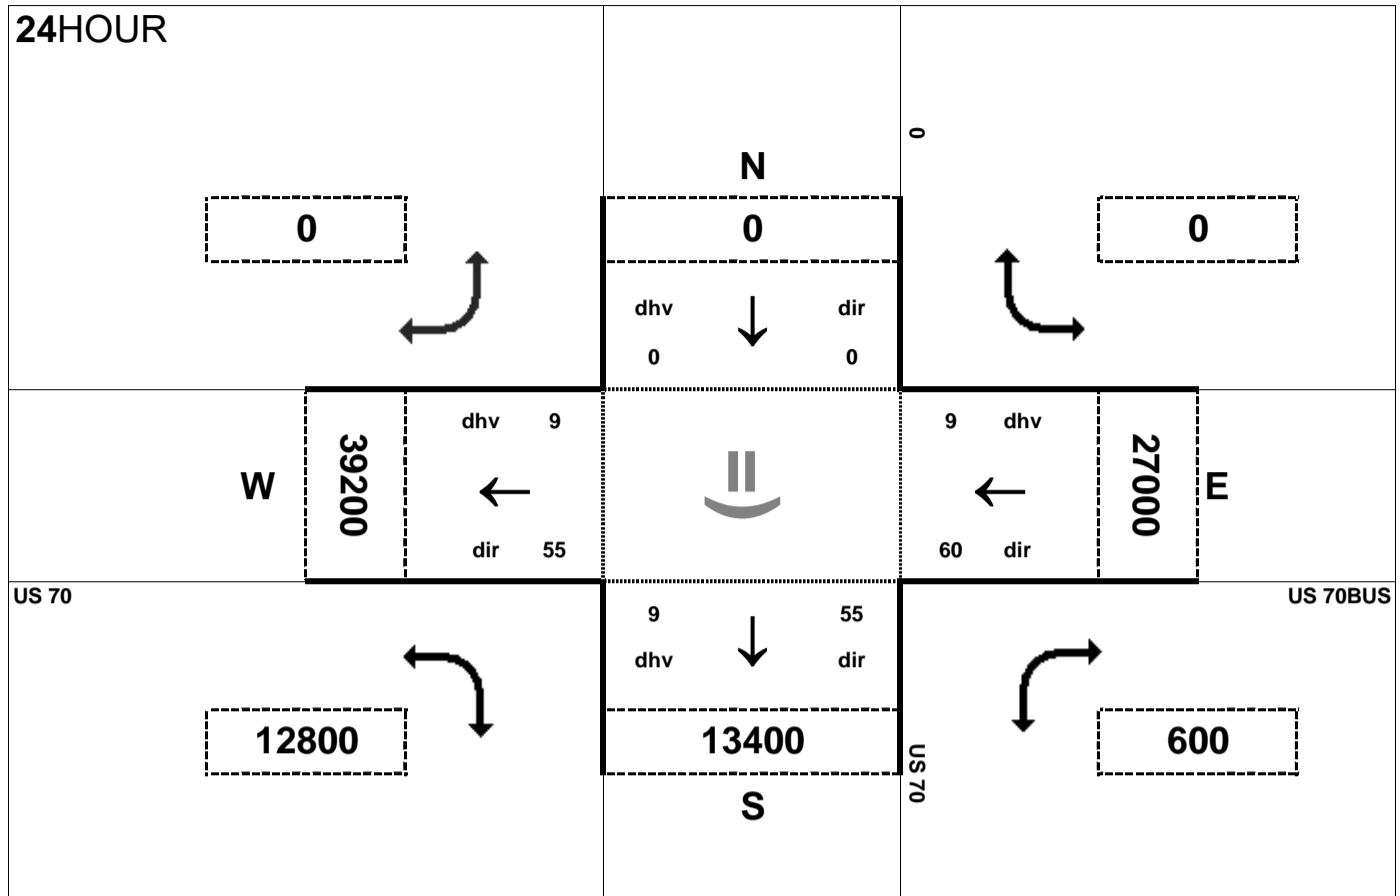 24HOUR
0
N
0
0
0
dhv
dir
0
0
dhv 9
9 dhv
W
39200
27000
E
dir 55
60 dir
US 70
US 70BUS
9
55
dhv
dir
12800
13400
600
US 70
S